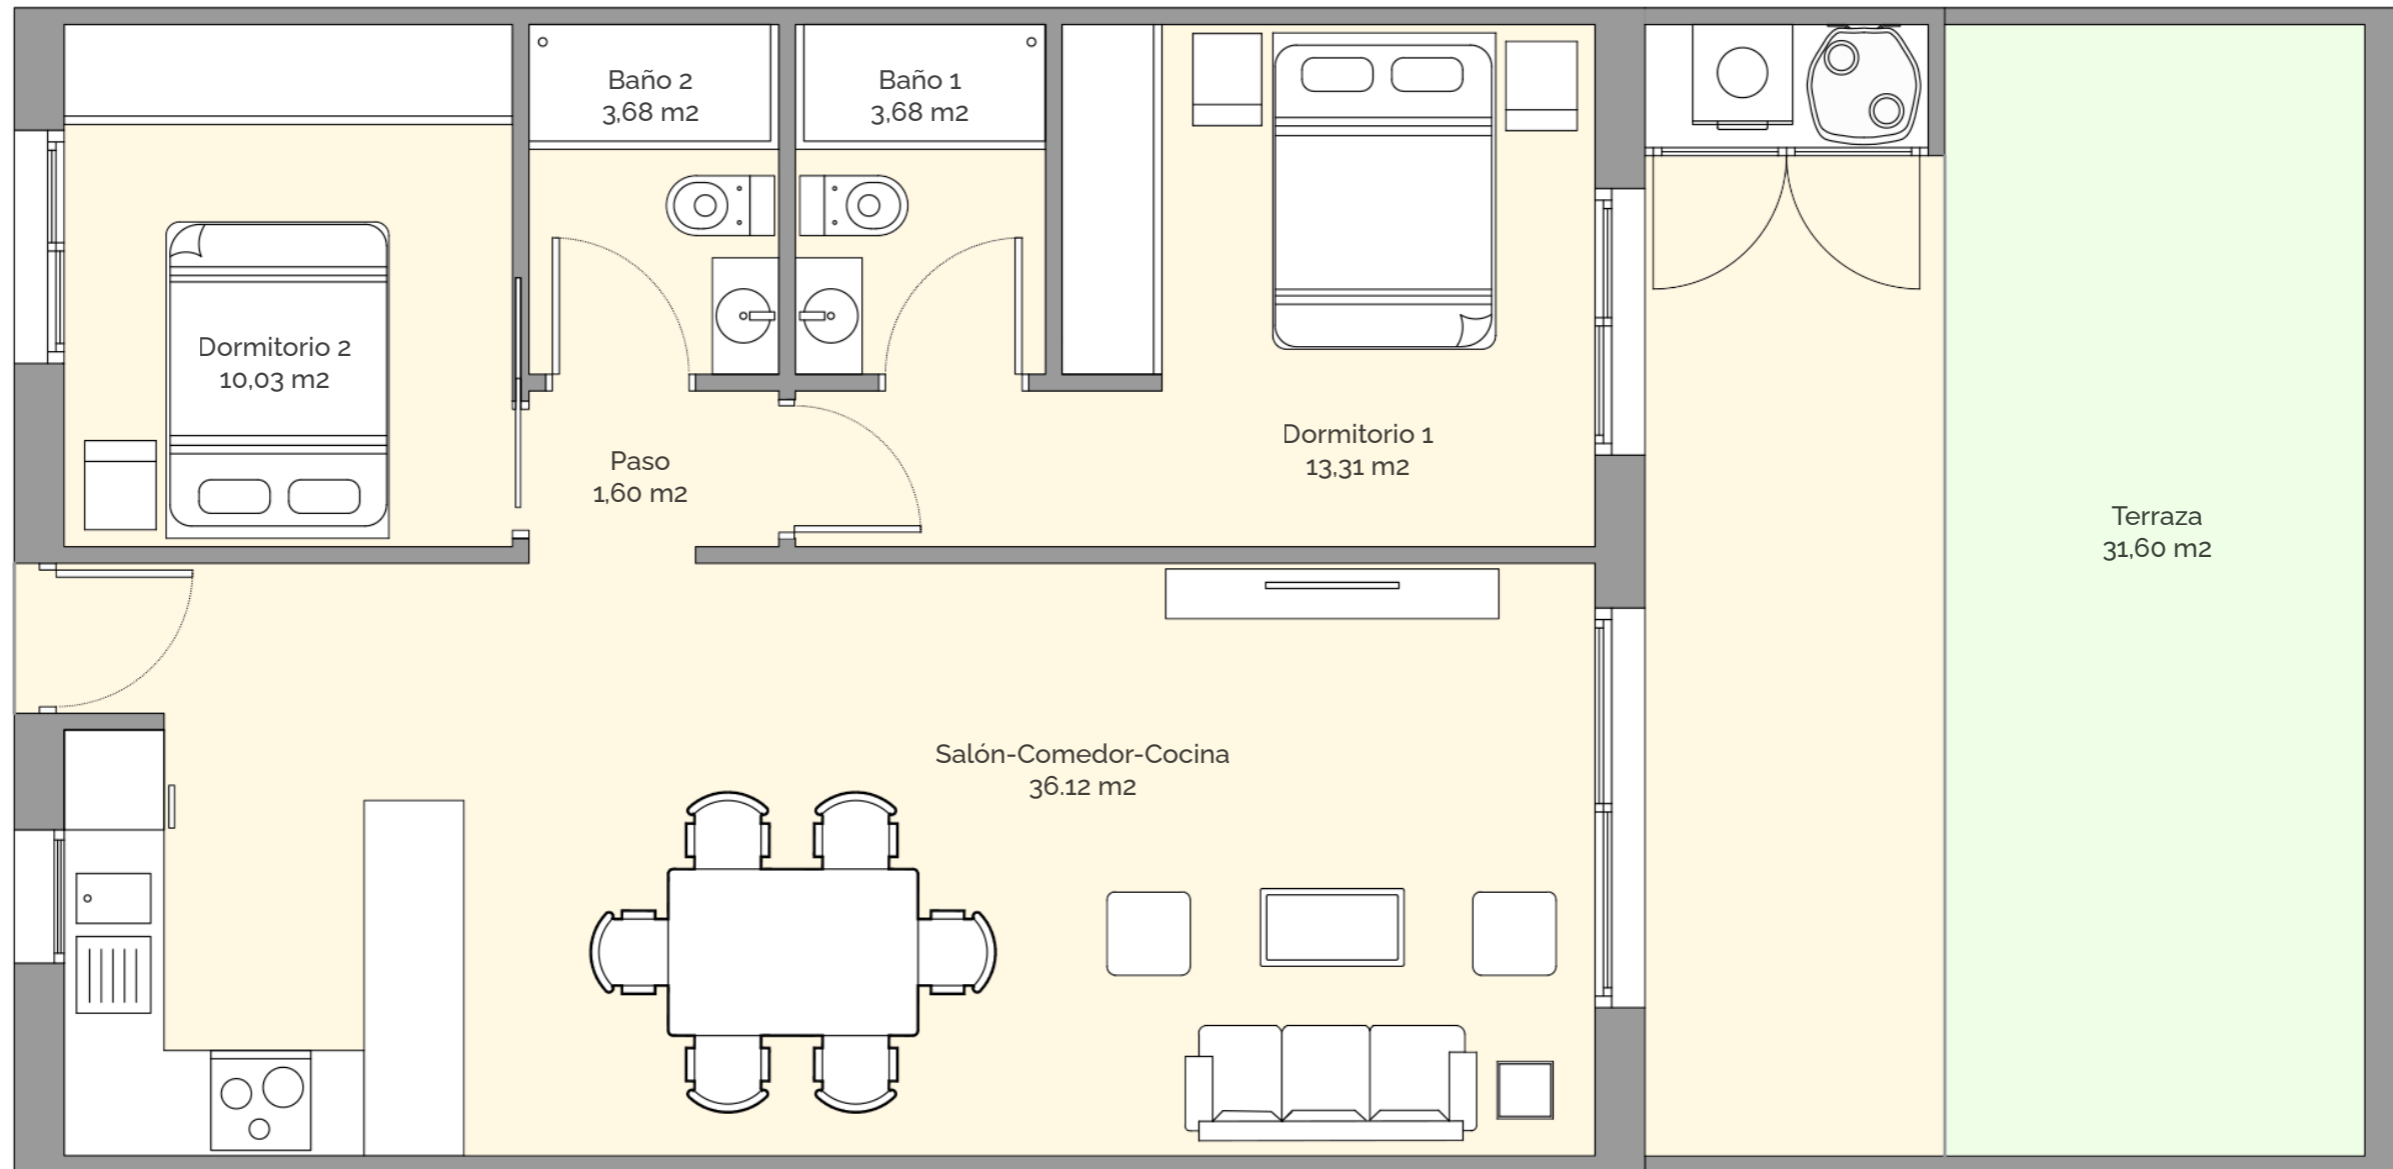 Baño 2
3,68 m2
Baño 1
3,68 m2
Dormitorio 2
10,03 m2
Dormitorio 1
13,31 m2
Paso
1,60 m2
Terraza
31,60 m2
Salón-Comedor-Cocina
36.12 m2